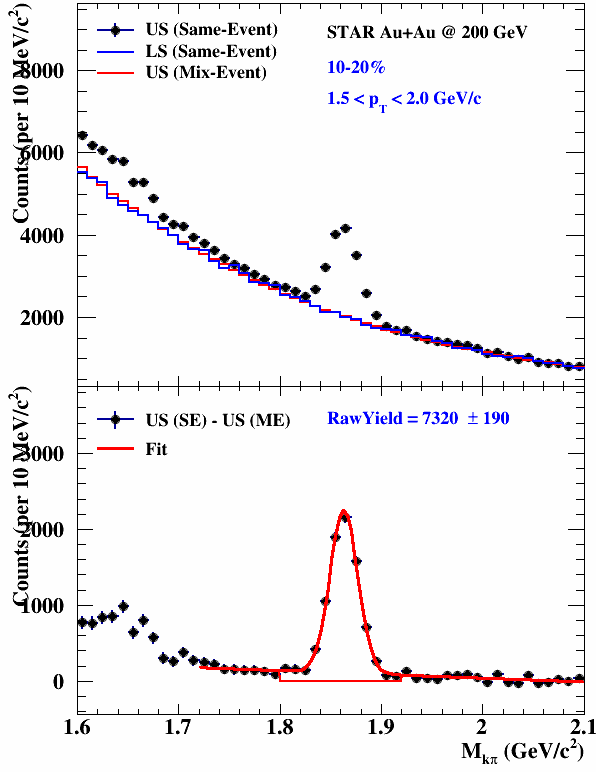 US (Same-Event)
LS (Same-Event)
US (Mix-Event)
STAR Au+Au @ 200 GeV
10-20%
1.5 < p_T < 2.0 GeV/c
Counts (per 10 MeV/c²)
8000
6000
4000
2000
US (SE) - US (ME)
Fit
RawYield = 7320 ± 190
Counts (per 10 MeV/c²)
3000
2000
1000
0
1.6 1.7 1.8 1.9 2 2.1
M_kπ (GeV/c²)